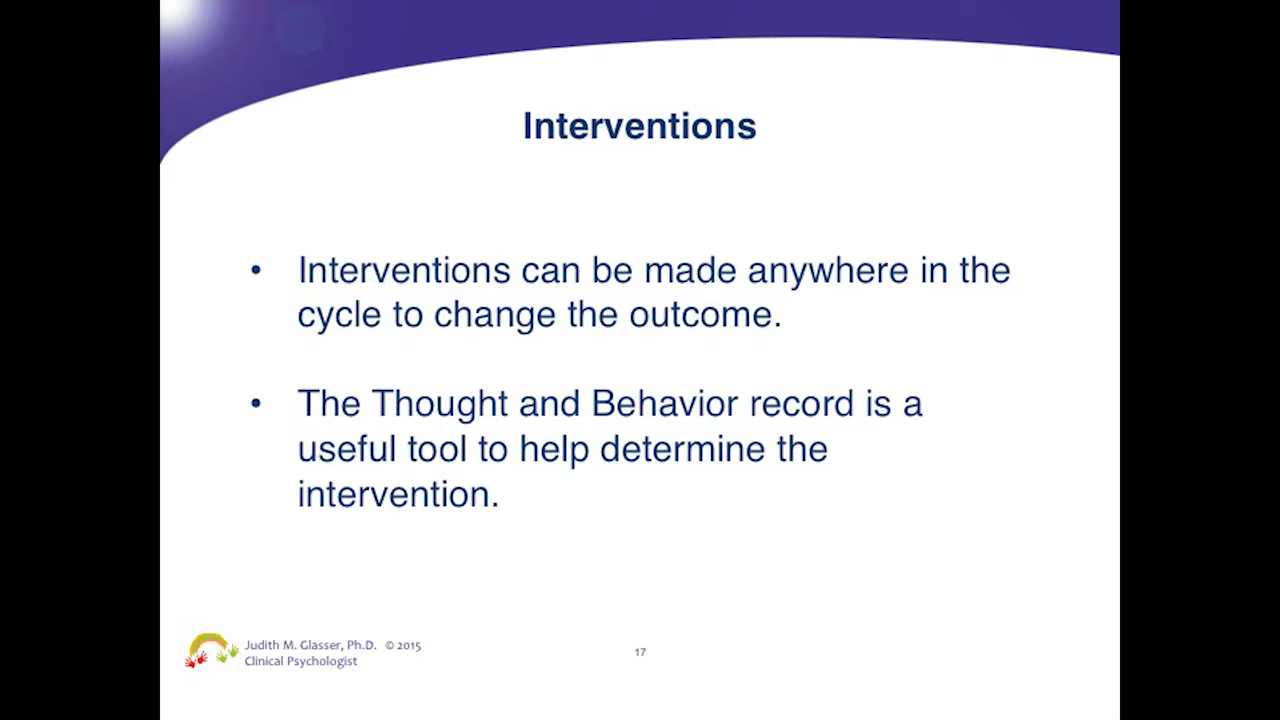 Interventions
• Interventions can be made anywhere in the
cycle to change the outcome.
• The Thought and Behavior record is a
useful tool to help determine the
intervention.
Judith M. Glasser, Ph.D. © 2015
Clinical Psychologist
17